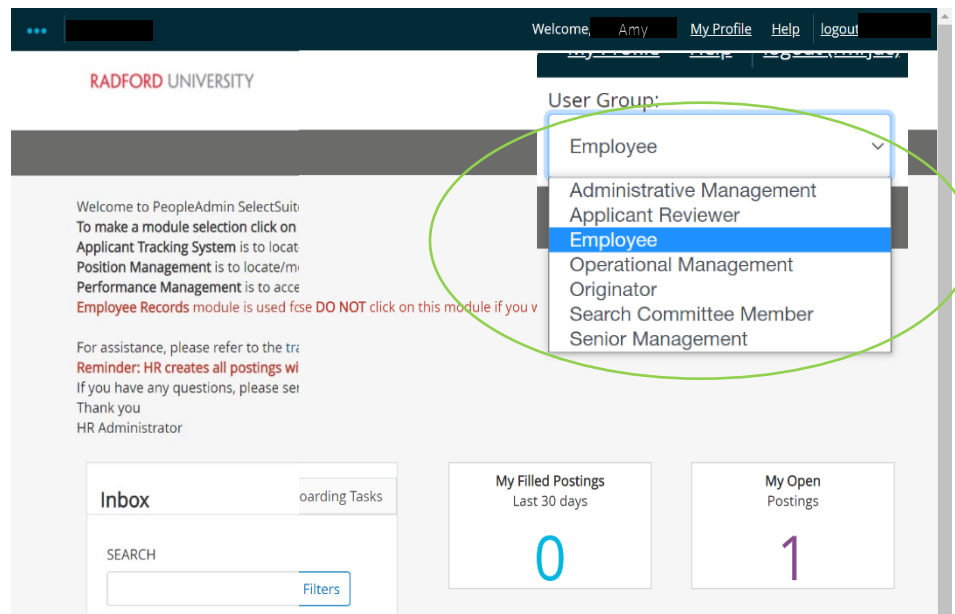 Welcome, Amy My Profile Help logout
RADFORD UNIVERSITY
User Group:
Employee
Administrative Management
Applicant Reviewer
Employee
Operational Management
Originator
Search Committee Member
Senior Management
Welcome to PeopleAdmin SelectSuit
To make a module selection click on
Applicant Tracking System is to locat
Position Management is to locate/m
Performance Management is to acce
Employee Records module is used fcse DO NOT click on this module if you w
For assistance, please refer to the tra
Reminder: HR creates all postings wi
If you have any questions, please ser
Thank you
HR Administrator
Inbox
oarding Tasks
SEARCH
Filters
My Filled Postings
Last 30 days
0
My Open
Postings
1